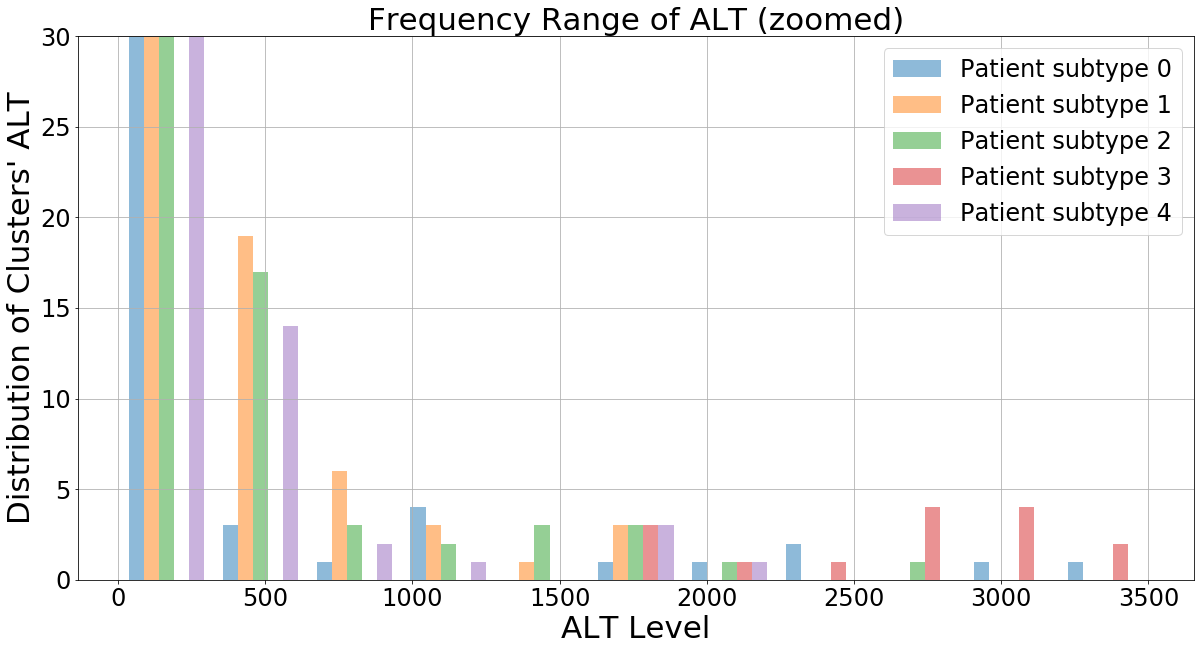 Frequency Range of ALT (zoomed)
Distribution of Clusters' ALT
30
25
20
15
10
5
0
Patient subtype 0
Patient subtype 1
Patient subtype 2
Patient subtype 3
Patient subtype 4
0 500 1000 1500 2000 2500 3000 3500
ALT Level